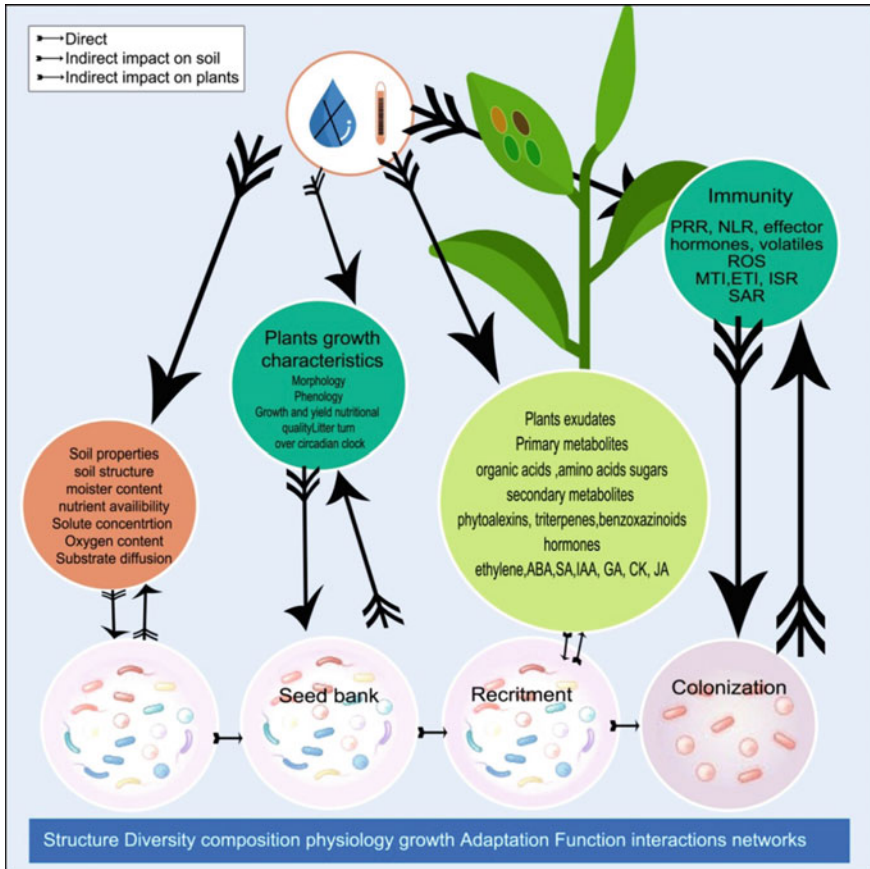 Direct
Indirect impact on soil
Indirect impact on plants
Immunity
PRR, NLR, effector
hormones, volatiles
ROS
MTI,ETI, ISR
SAR
Plants growth
characteristics
Morphology
Phenology
Growth and yield nutritional
qualityLitter turn
over circadian clock
Soil properties
soil structure
moister content
nutrient availibility
Solute concentrtion
Oxygen content
Substrate diffusion
Plants exudates
Primary metabolites
organic acids ,amino acids sugars
secondary metabolites
phytoalexins, triterpenes,benzoxazinoids
hormones
ethylene,ABA,SA,IAA, GA, CK, JA
Seed bank
Recritment
Colonization
Structure Diversity composition physiology growth Adaptation Function interactions networks